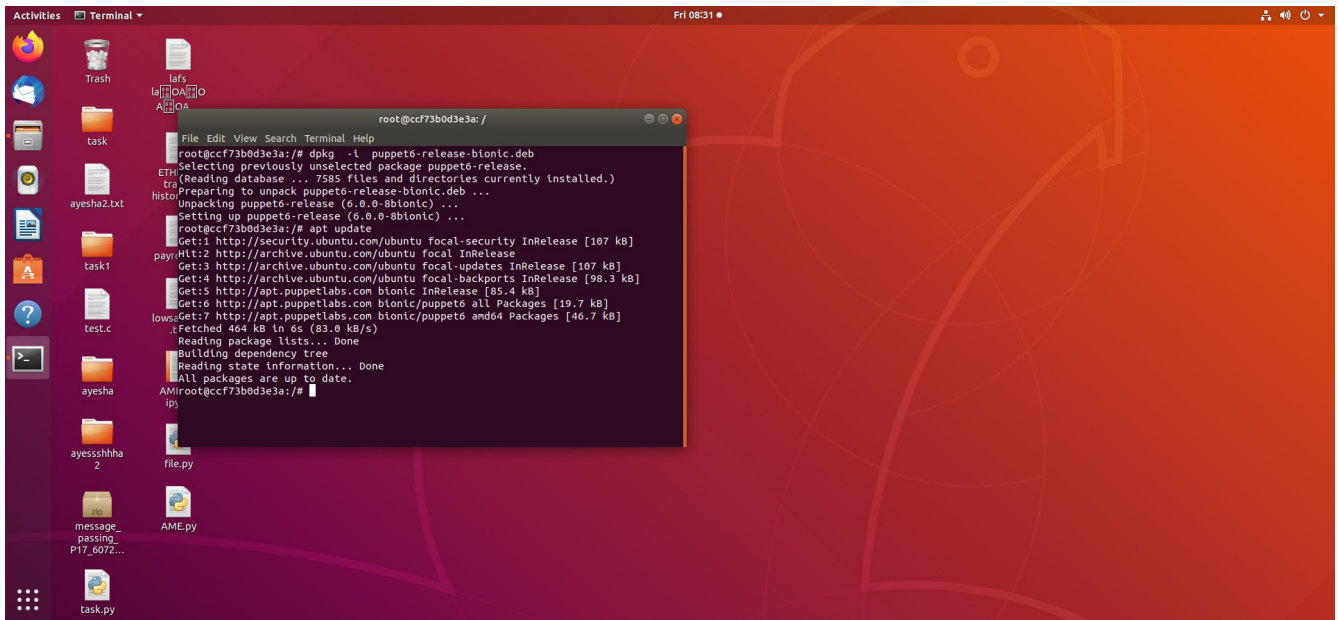 Activities
Terminal
Fri 08:31
Trash
task
ayesha2.txt
task1
test.c
ayesha
ayessshhha
2
zip
message_
passing_
P17_6072...
task.py
lafs
ETH
tra
histo
payr
lowsa
.t
AMI
ipy
file.py
AME.py
root@ccf73b0d3e3a: /
File Edit View Search Terminal Help
root@ccf73b0d3e3a:/# dpkg  -i  puppet6-release-bionic.deb
Selecting previously unselected package puppet6-release.
(Reading database ... 7585 files and directories currently installed.)
Preparing to unpack puppet6-release-bionic.deb ...
Unpacking puppet6-release (6.0.0-8bionic) ...
Setting up puppet6-release (6.0.0-8bionic) ...
root@ccf73b0d3e3a:/# apt update
Get:1 http://security.ubuntu.com/ubuntu focal-security InRelease [107 kB]
Hit:2 http://archive.ubuntu.com/ubuntu focal InRelease
Get:3 http://archive.ubuntu.com/ubuntu focal-updates InRelease [107 kB]
Get:4 http://archive.ubuntu.com/ubuntu focal-backports InRelease [98.3 kB]
Get:5 http://apt.puppetlabs.com bionic InRelease [85.4 kB]
Get:6 http://apt.puppetlabs.com bionic/puppet6 all Packages [19.7 kB]
Get:7 http://apt.puppetlabs.com bionic/puppet6 amd64 Packages [46.7 kB]
Fetched 464 kB in 6s (83.0 kB/s)
Reading package lists... Done
Building dependency tree
Reading state information... Done
All packages are up to date.
root@ccf73b0d3e3a:/#